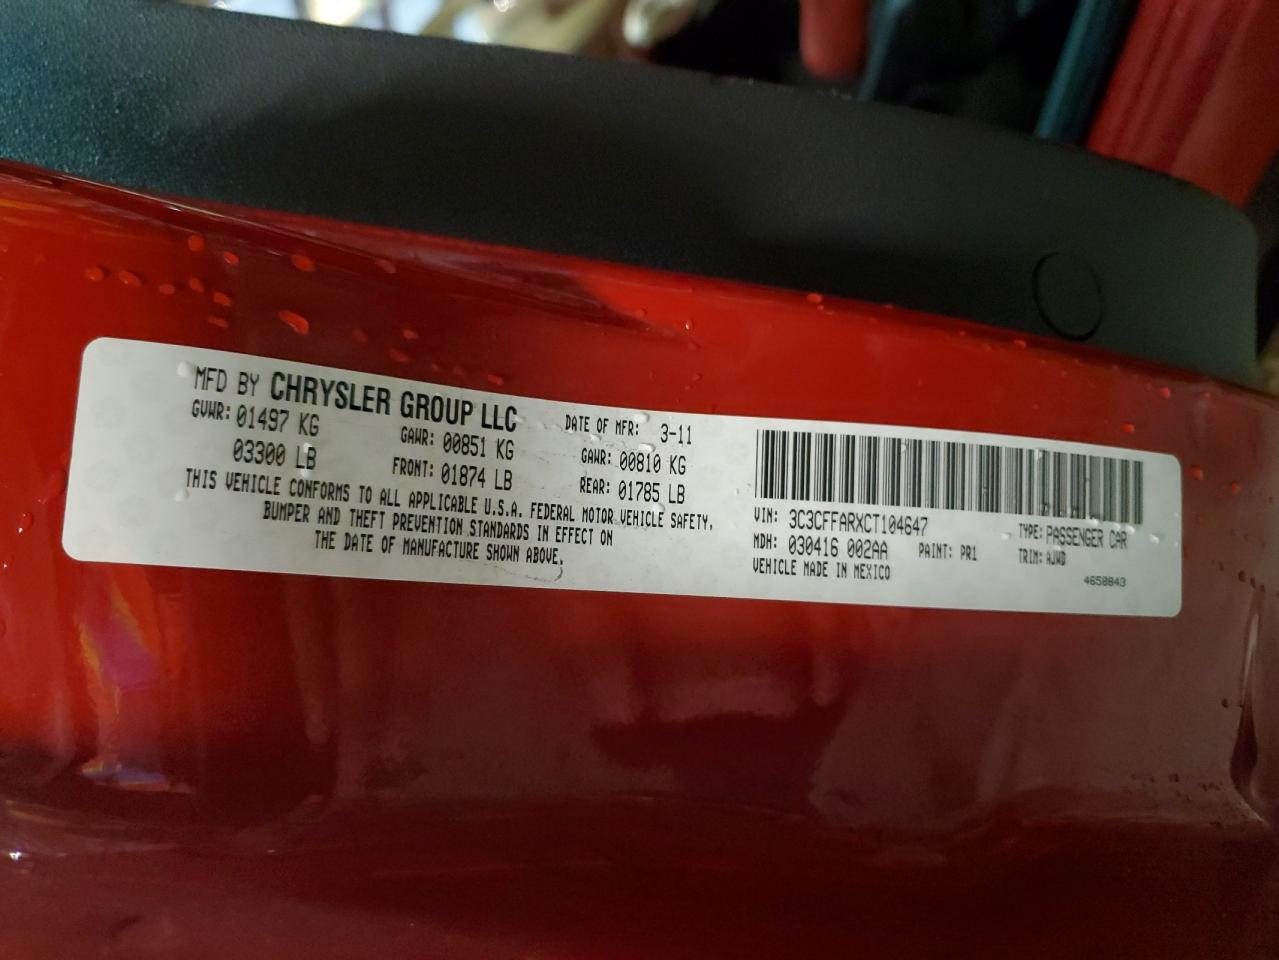 MFD BY CHRYSLER GROUP LLC
DATE OF MFR: 3-11
GVWR: 01497 KG
GAWR: 00851 KG
GAWR: 00810 KG
03300 LB
FRONT: 01874 LB
REAR: 01785 LB
THIS VEHICLE CONFORMS TO ALL APPLICABLE U.S.A. FEDERAL MOTOR VEHICLE SAFETY,
BUMPER AND THEFT PREVENTION STANDARDS IN EFFECT ON
THE DATE OF MANUFACTURE SHOWN ABOVE.
VIN: 3C3CFFARXCT104647
TYPE: PASSENGER CAR
MDH: 030416 002AA
PAINT: PR1
TRIM: AJWD
VEHICLE MADE IN MEXICO
4650843